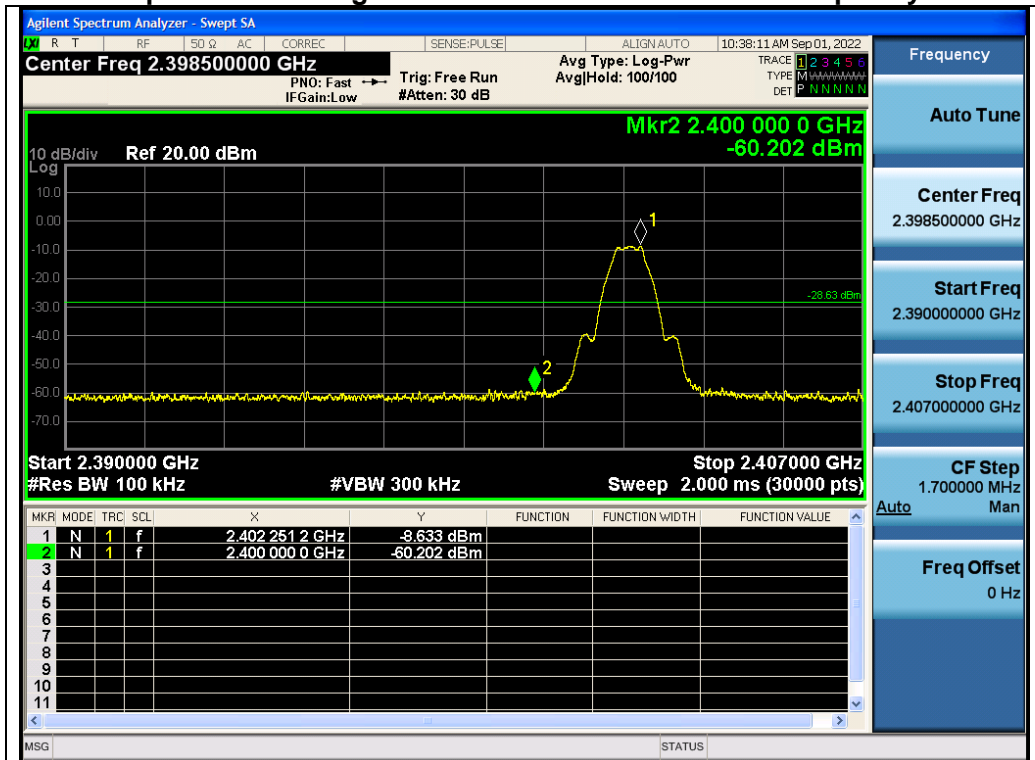 Agilent Spectrum Analyzer - Swept SA
LXI R T RF 50 Ω AC CORREC SENSE:PULSE ALIGN AUTO 10:38:11 AM Sep 01, 2022
Center Freq 2.398500000 GHz
PNO: Fast
IFGain:Low
Trig: Free Run
#Atten: 30 dB
Avg Type: Log-Pwr
Avg|Hold: 100/100
TRACE 1 2 3 4 5 6
TYPE M
DET P N N N N N
Mkr2 2.400 000 0 GHz
-60.202 dBm
10 dB/div Ref 20.00 dBm
Log
10.0
0.00
-10.0
-20.0
-30.0
-40.0
-50.0
-60.0
-70.0
1
-28.63 dBm
2
Start 2.390000 GHz Stop 2.407000 GHz
#Res BW 100 kHz #VBW 300 kHz Sweep 2.000 ms (30000 pts)
MKR MODE TRC SCL X Y FUNCTION FUNCTION WIDTH FUNCTION VALUE
1 N 1 f 2.402 251 2 GHz -8.633 dBm
2 N 1 f 2.400 000 0 GHz -60.202 dBm
3
4
5
6
7
8
9
10
11
MSG STATUS
Frequency
Auto Tune
Center Freq
2.398500000 GHz
Start Freq
2.390000000 GHz
Stop Freq
2.407000000 GHz
CF Step
1.700000 MHz
Auto Man
Freq Offset
0 Hz